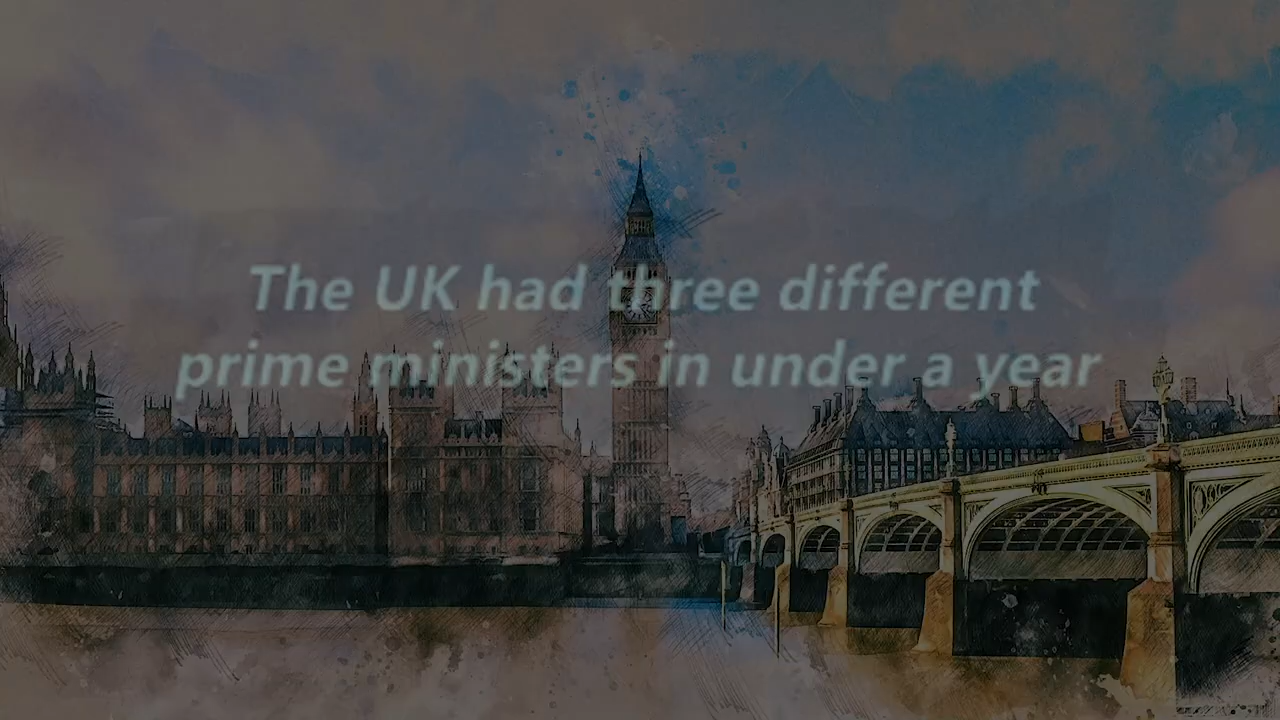 The UK had three different
prime ministers in under a year